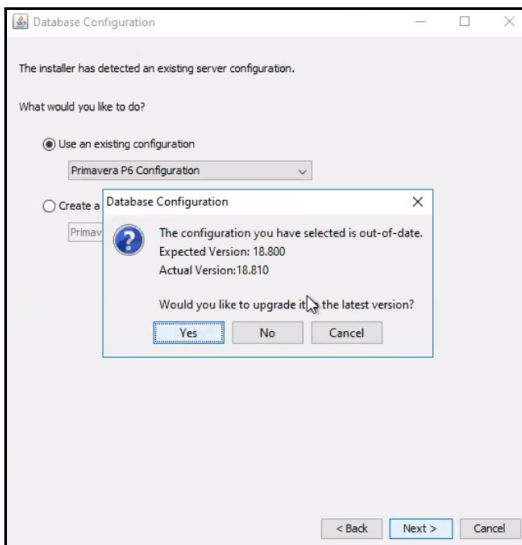 Database Configuration
The installer has detected an existing server configuration.
What would you like to do?
Use an existing configuration
Primavera P6 Configuration
Create a
Primav
Database Configuration
The configuration you have selected is out-of-date.
Expected Version: 18.800
Actual Version:18.810
Would you like to upgrade it the latest version?
Yes No Cancel
< Back Next > Cancel